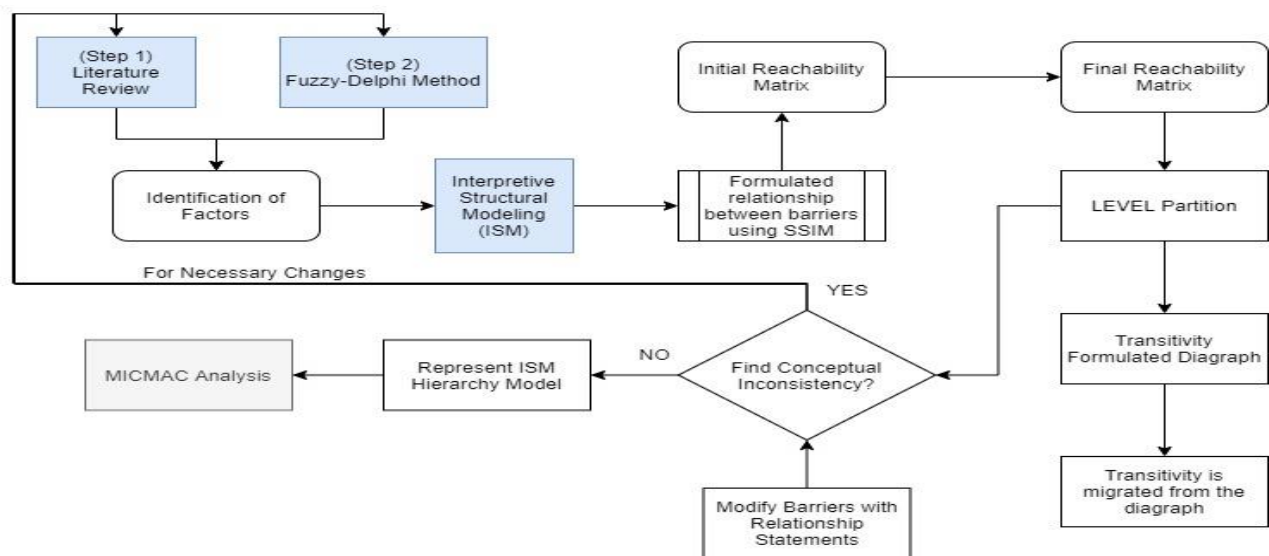 (Step 1)
Literature
Review
(Step 2)
Fuzzy-Delphi Method
Initial Reachability
Matrix
Final Reachability
Matrix
Identification of
Factors
Interpretive
Structural
Modeling
(ISM)
Formulated
relationship
between barriers
using SSIM
LEVEL Partition
For Necessary Changes
YES
MICMAC Analysis
Represent ISM
Hierarchy Model
NO
Find Conceptual
Inconsistency?
Transitivity
Formulated Diagraph
Modify Barriers with
Relationship
Statements
Transitivity is
migrated from the
diagraph